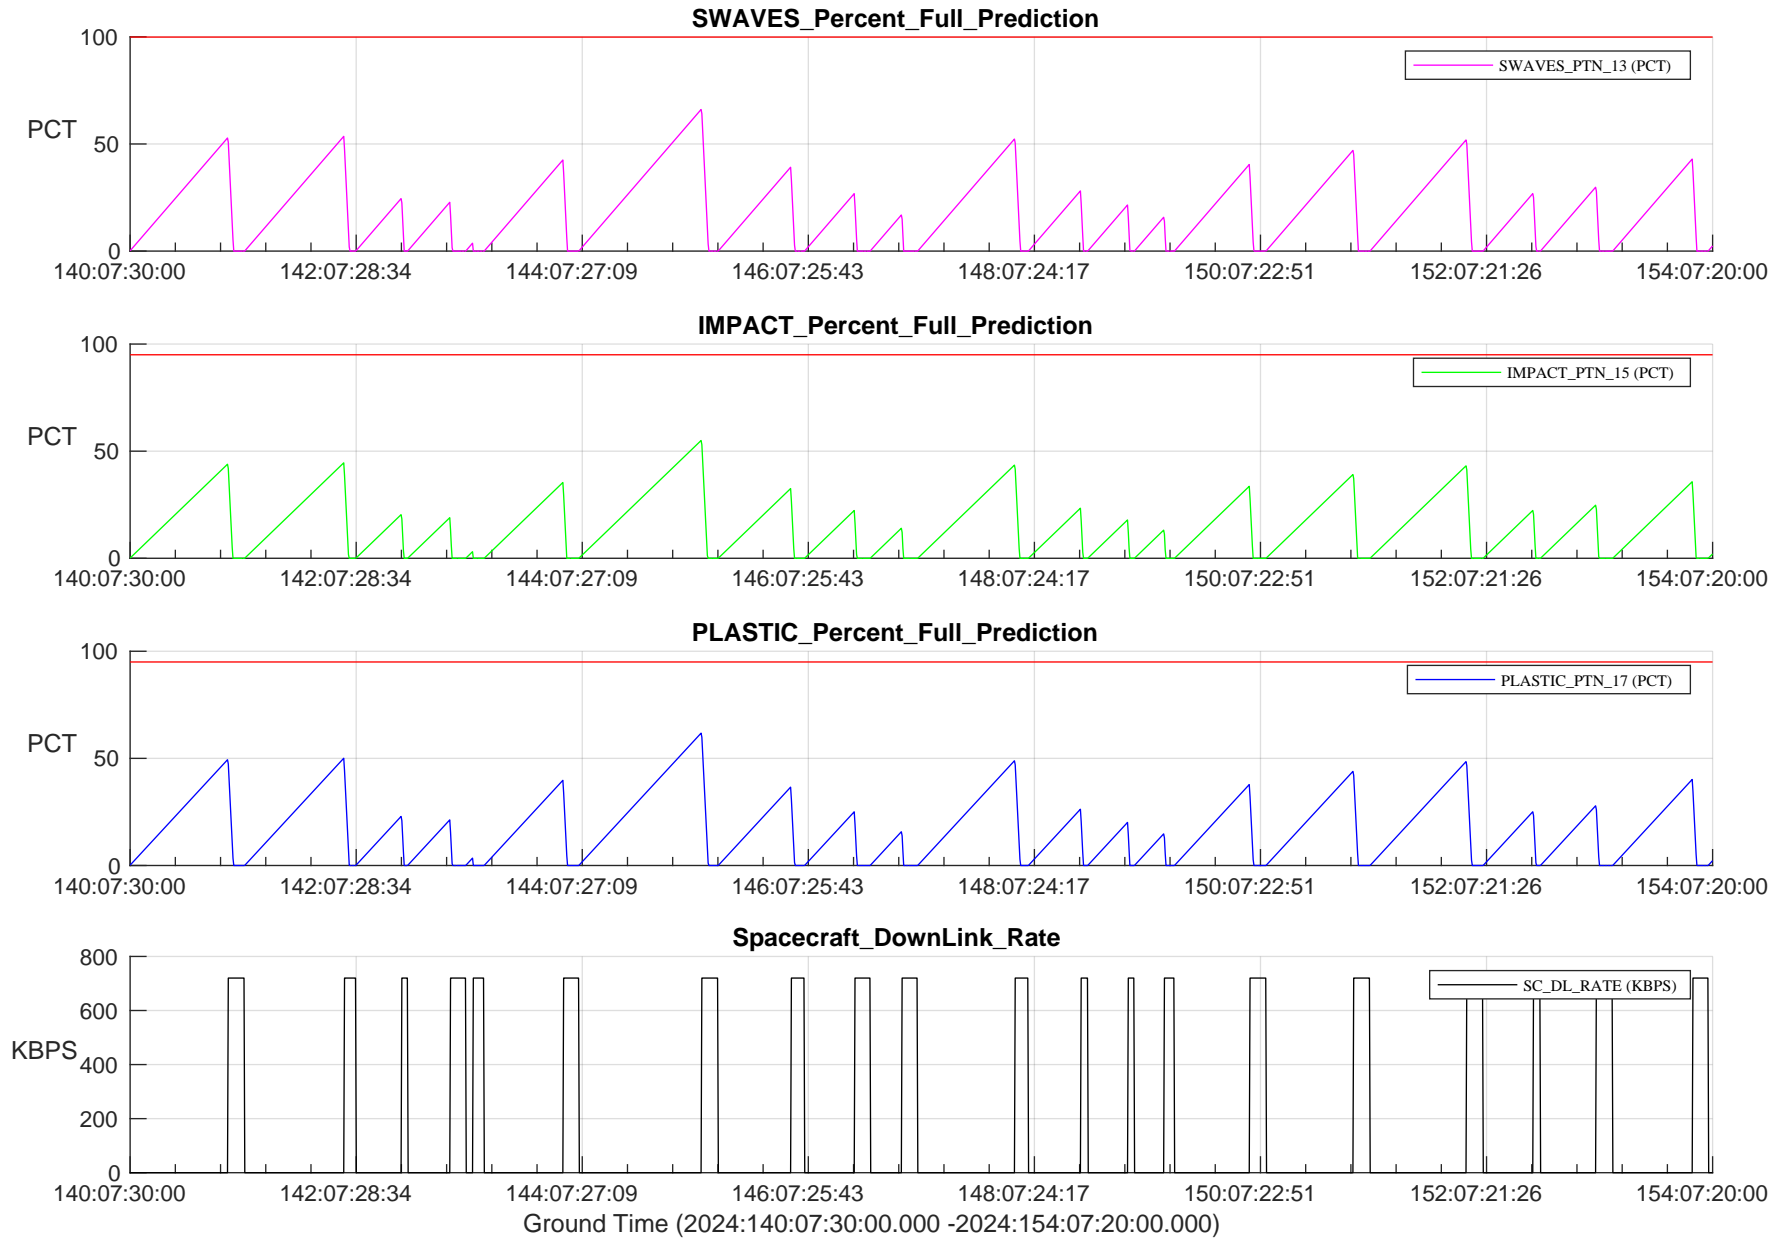 SWAVES_Percent_Full_Prediction
100
SWAVES_PTN_13 (PCT)
PCT
50
0
140:07:30:00 142:07:28:34 144:07:27:09 146:07:25:43 148:07:24:17 150:07:22:51 152:07:21:26 154:07:20:00
IMPACT_Percent_Full_Prediction
100
IMPACT_PTN_15 (PCT)
PCT
50
0
140:07:30:00 142:07:28:34 144:07:27:09 146:07:25:43 148:07:24:17 150:07:22:51 152:07:21:26 154:07:20:00
PLASTIC_Percent_Full_Prediction
100
PLASTIC_PTN_17 (PCT)
PCT
50
0
140:07:30:00 142:07:28:34 144:07:27:09 146:07:25:43 148:07:24:17 150:07:22:51 152:07:21:26 154:07:20:00
Spacecraft_DownLink_Rate
800
SC_DL_RATE (KBPS)
600
KBPS
400
200
0
140:07:30:00 142:07:28:34 144:07:27:09 146:07:25:43 148:07:24:17 150:07:22:51 152:07:21:26 154:07:20:00
Ground Time (2024:140:07:30:00.000 -2024:154:07:20:00.000)